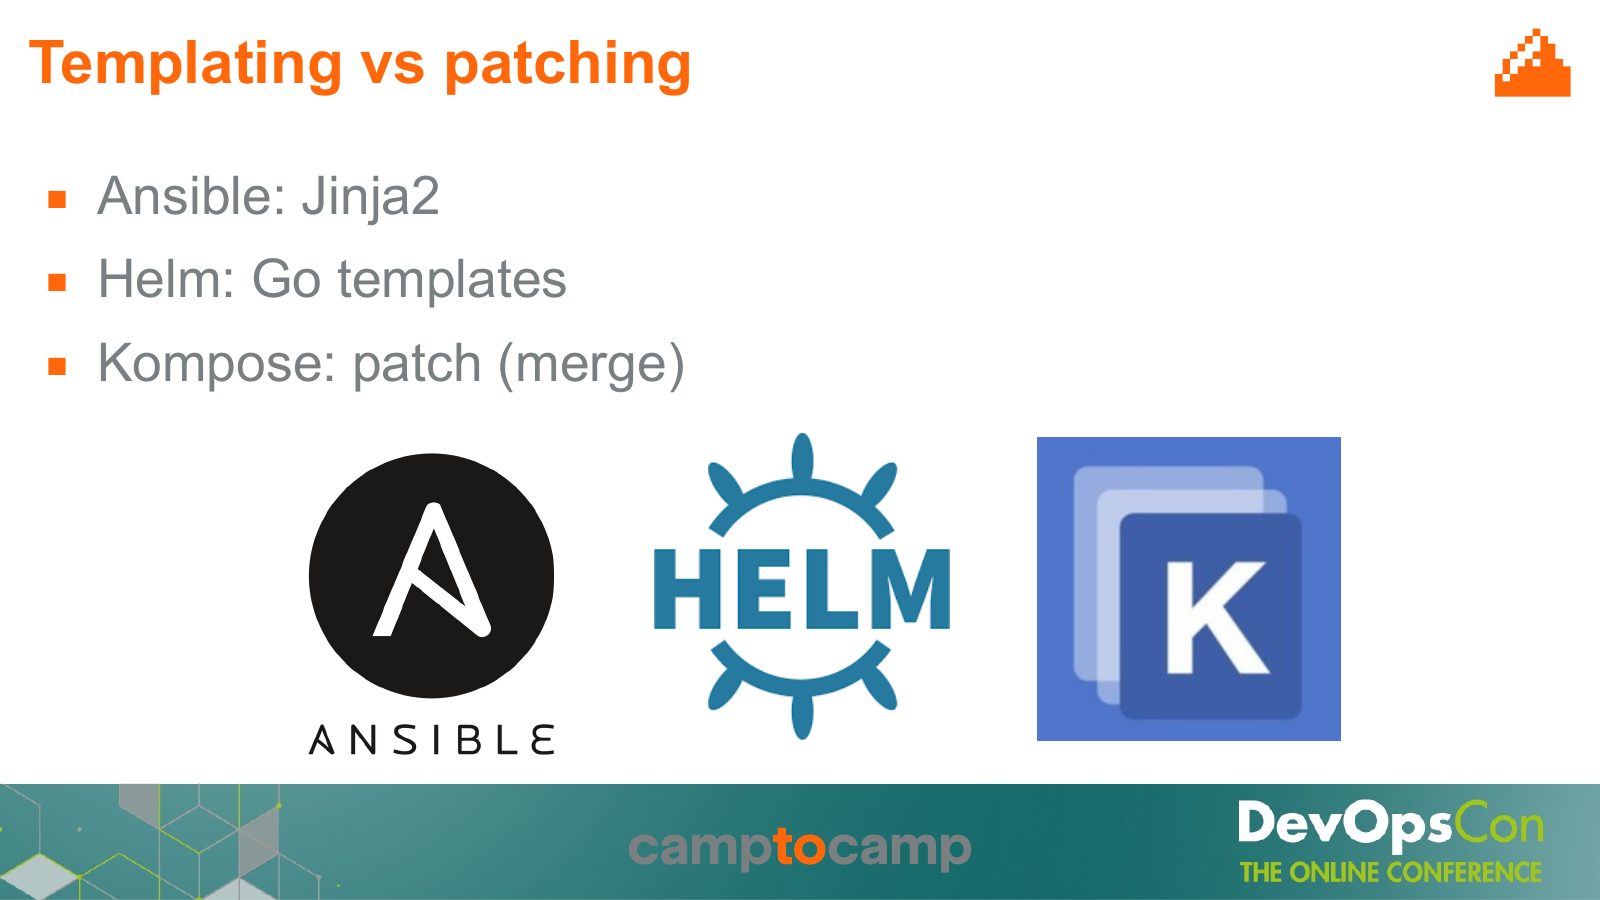 Templating vs patching
Ansible: Jinja2
Helm: Go templates
Kompose: patch (merge)
ANSIBLE
HELM
K
camptocamp
DevOpsCon
THE ONLINE CONFERENCE